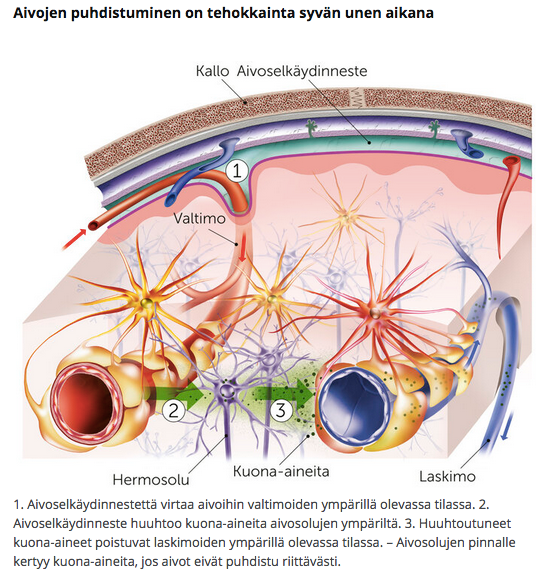 Aivojen puhdistuminen on tehokkainta syvän unen aikana
Kallo Aivoselkäydinneste
1
Valtimo
2
3
Hermosolu
Kuona-aineita
Laskimo
1. Aivoselkäydinnestettä virtaa aivoihin valtimoiden ympärillä olevassa tilassa. 2.
Aivoselkäydinneste huuhtoo kuona-aineita aivosolujen ympäriltä. 3. Huuhtoutuneet
kuona-aineet poistuvat laskimoiden ympärillä olevassa tilassa. – Aivosolujen pinnalle
kertyy kuona-aineita, jos aivot eivät puhdistu riittävästi.